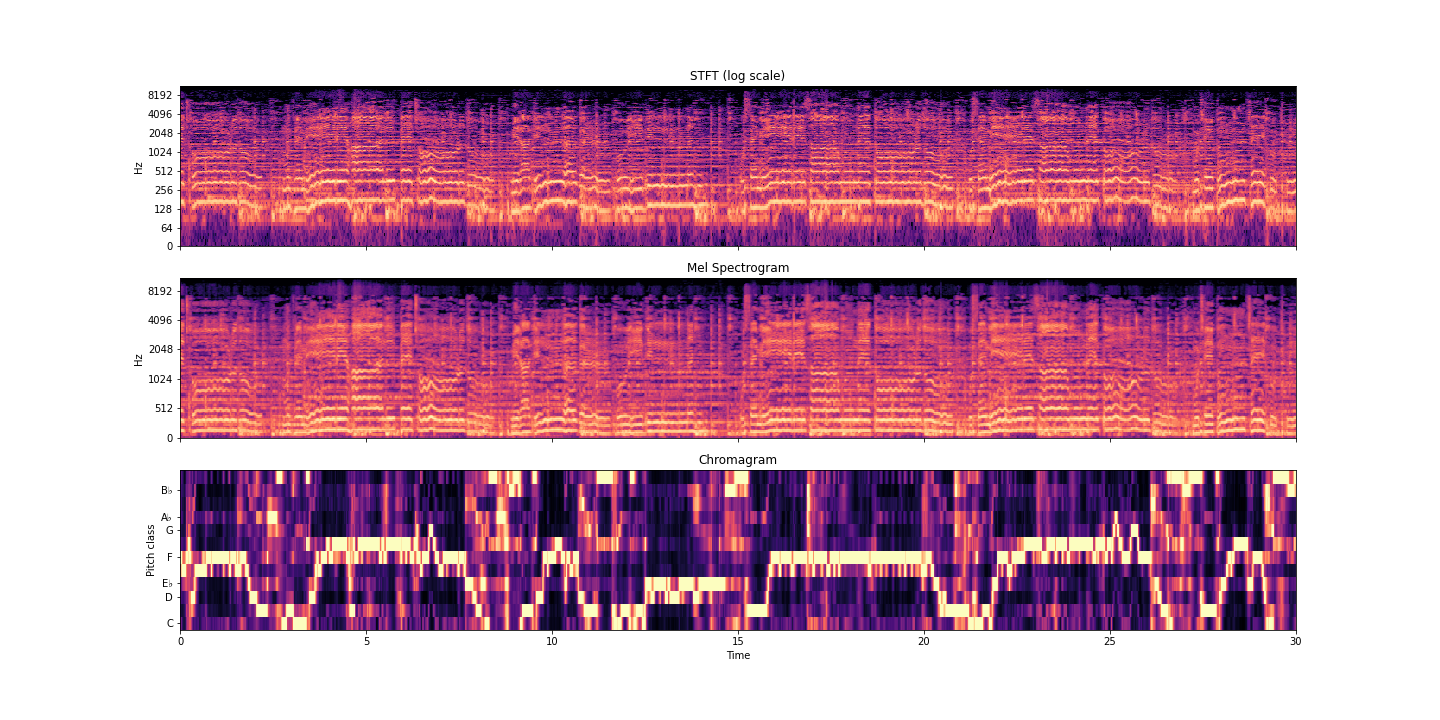 STFT (log scale)
8192
4096
2048
1024
512
256
128
64
0
Hz
Mel Spectrogram
8192
4096
2048
1024
512
0
Hz
Chromagram
B♭
A♭
G
F
E♭
D
C
Pitch class
0 5 10 15 20 25 30
Time